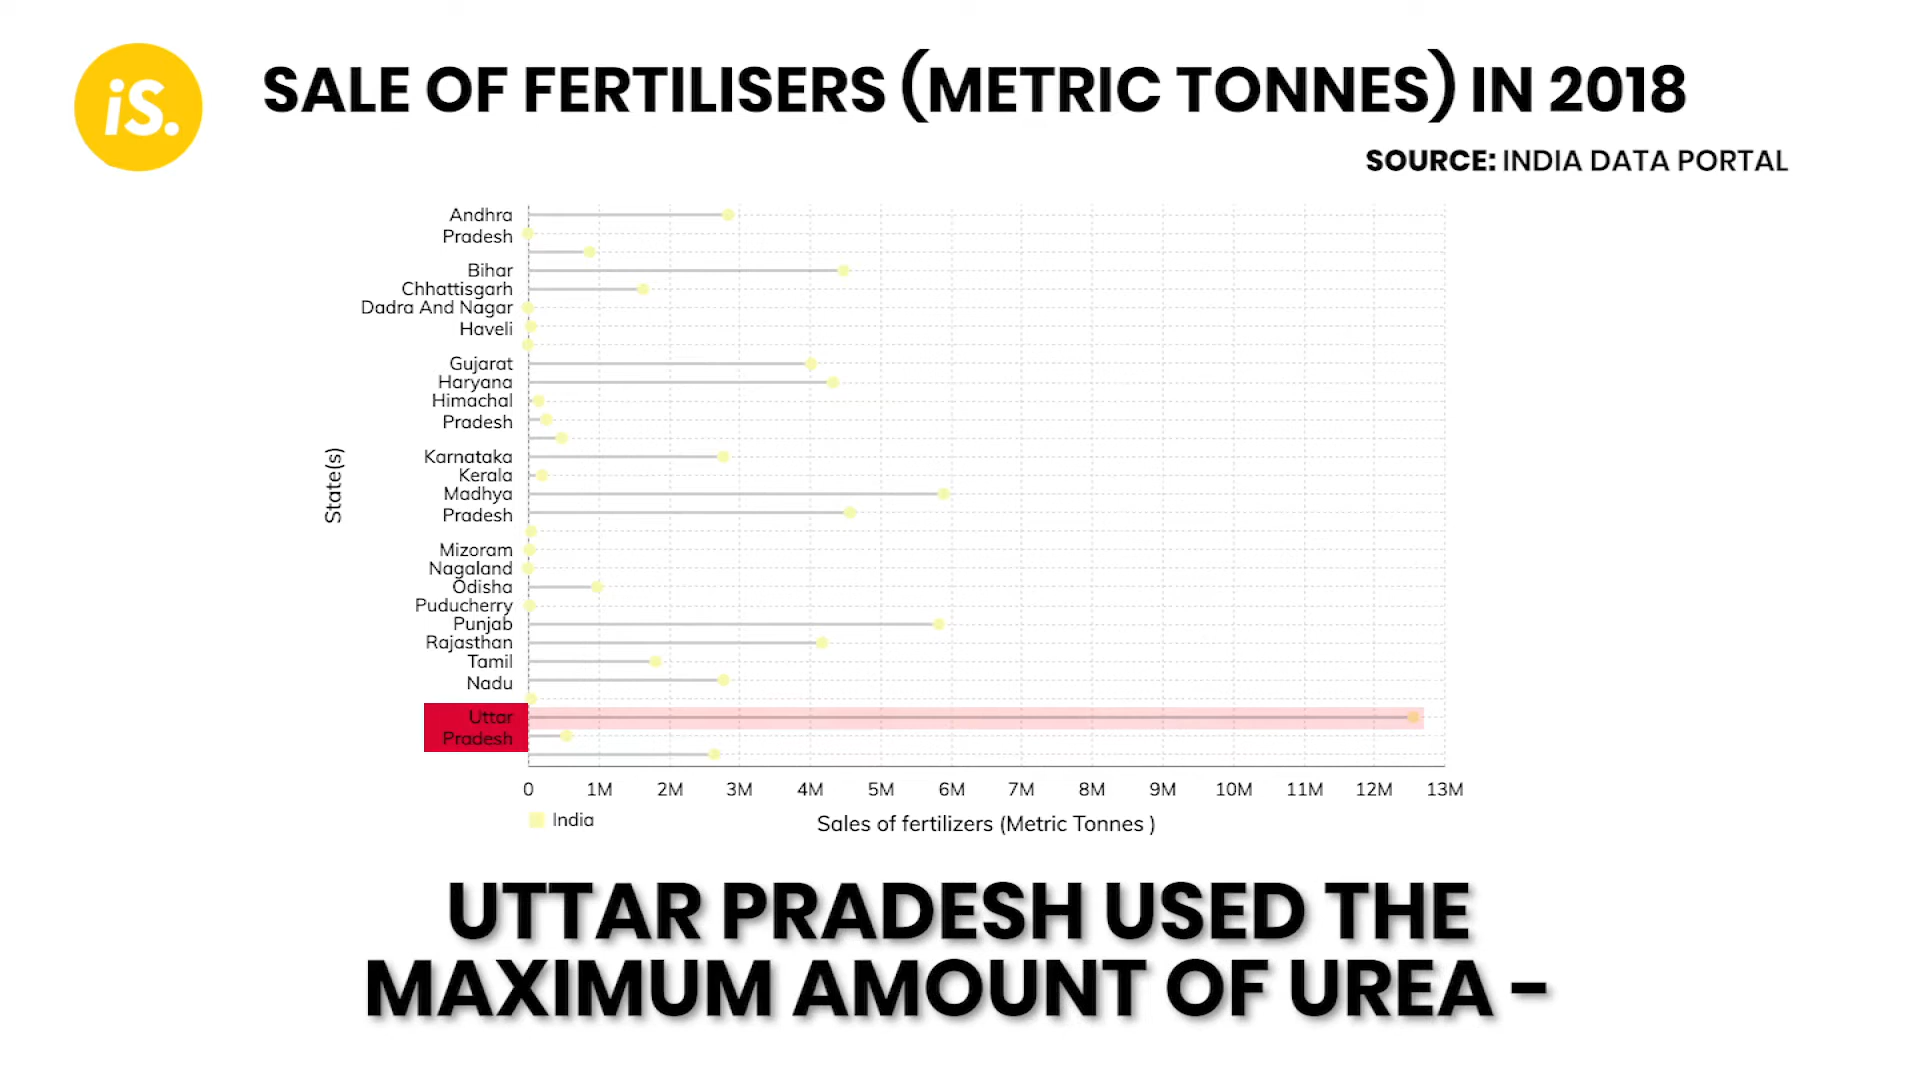 iS.
SALE OF FERTILISERS (METRIC TONNES) IN 2018
SOURCE: INDIA DATA PORTAL
State(s)
Andhra
Pradesh
Bihar
Chhattisgarh
Dadra And Nagar
Haveli
Gujarat
Haryana
Himachal
Pradesh
Karnataka
Kerala
Madhya
Pradesh
Mizoram
Nagaland
Odisha
Puducherry
Punjab
Rajasthan
Tamil
Nadu
Uttar
Pradesh
0 1M 2M 3M 4M 5M 6M 7M 8M 9M 10M 11M 12M 13M
India
Sales of fertilizers (Metric Tonnes )
UTTAR PRADESH USED THE
MAXIMUM AMOUNT OF UREA -